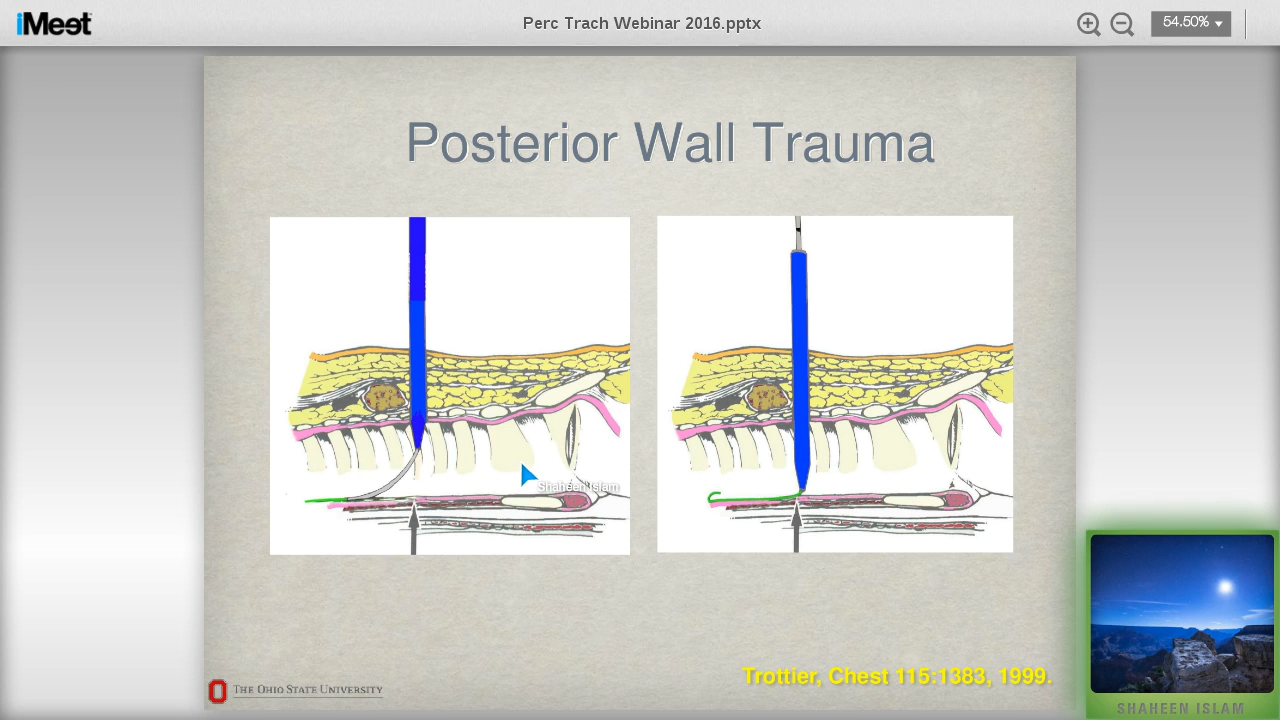 iMeet
Perc Trach Webinar 2016.pptx
54.50%
Posterior Wall Trauma
Shaheen Islam
Trottier, Chest 115:1383, 1999.
The Ohio State University
SHAHEEN ISLAM